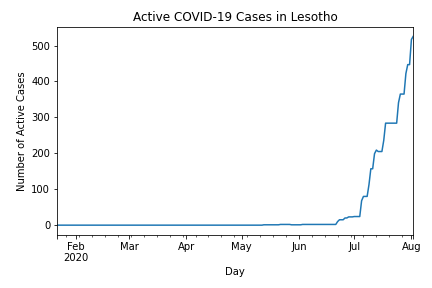 Active COVID-19 Cases in Lesotho
Number of Active Cases
500
400
300
200
100
0
Feb Mar Apr May Jun Jul Aug
2020
Day